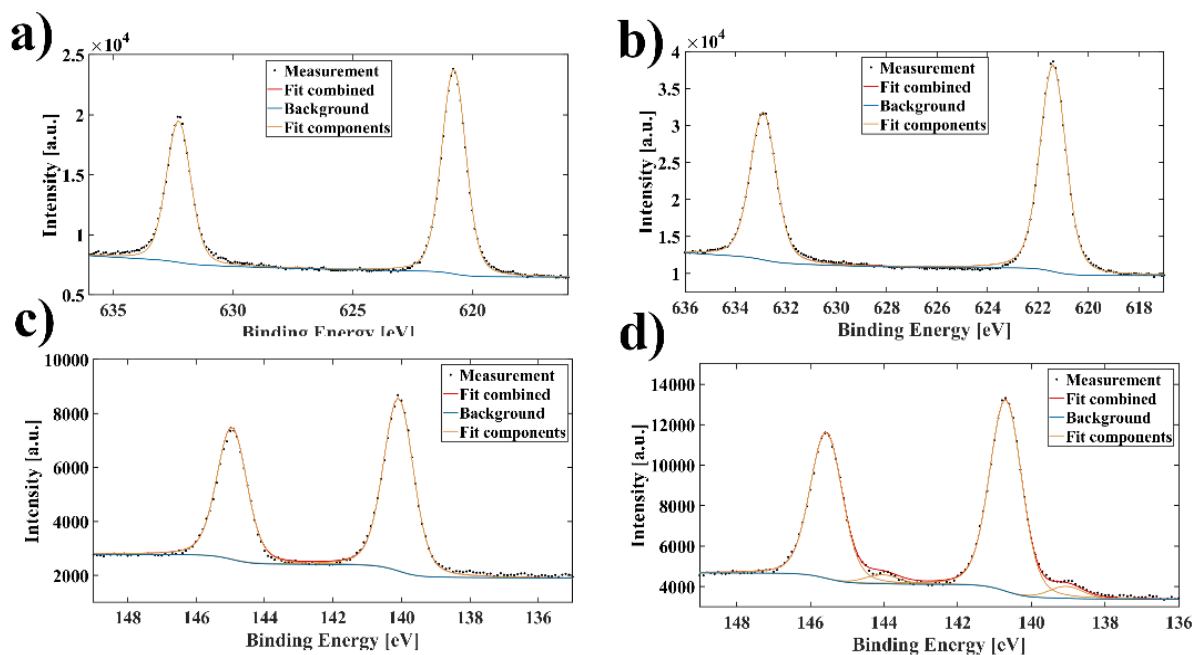 a)
×10⁴
2.5
2
1.5
1
0.5
Intensity [a.u.]
Measurement
Fit combined
Background
Fit components
635
630
625
620
Binding Energy [eV]
b)
×10⁴
4
3.5
3
2.5
2
1.5
1
Intensity [a.u.]
Measurement
Fit combined
Background
Fit components
636
634
632
630
628
626
624
622
620
618
Binding Energy [eV]
c)
10000
8000
6000
4000
2000
Intensity [a.u.]
Measurement
Fit combined
Background
Fit components
148
146
144
142
140
138
136
Binding Energy [eV]
d)
14000
12000
10000
8000
6000
4000
Intensity [a.u.]
Measurement
Fit combined
Background
Fit components
148
146
144
142
140
138
136
Binding Energy [eV]